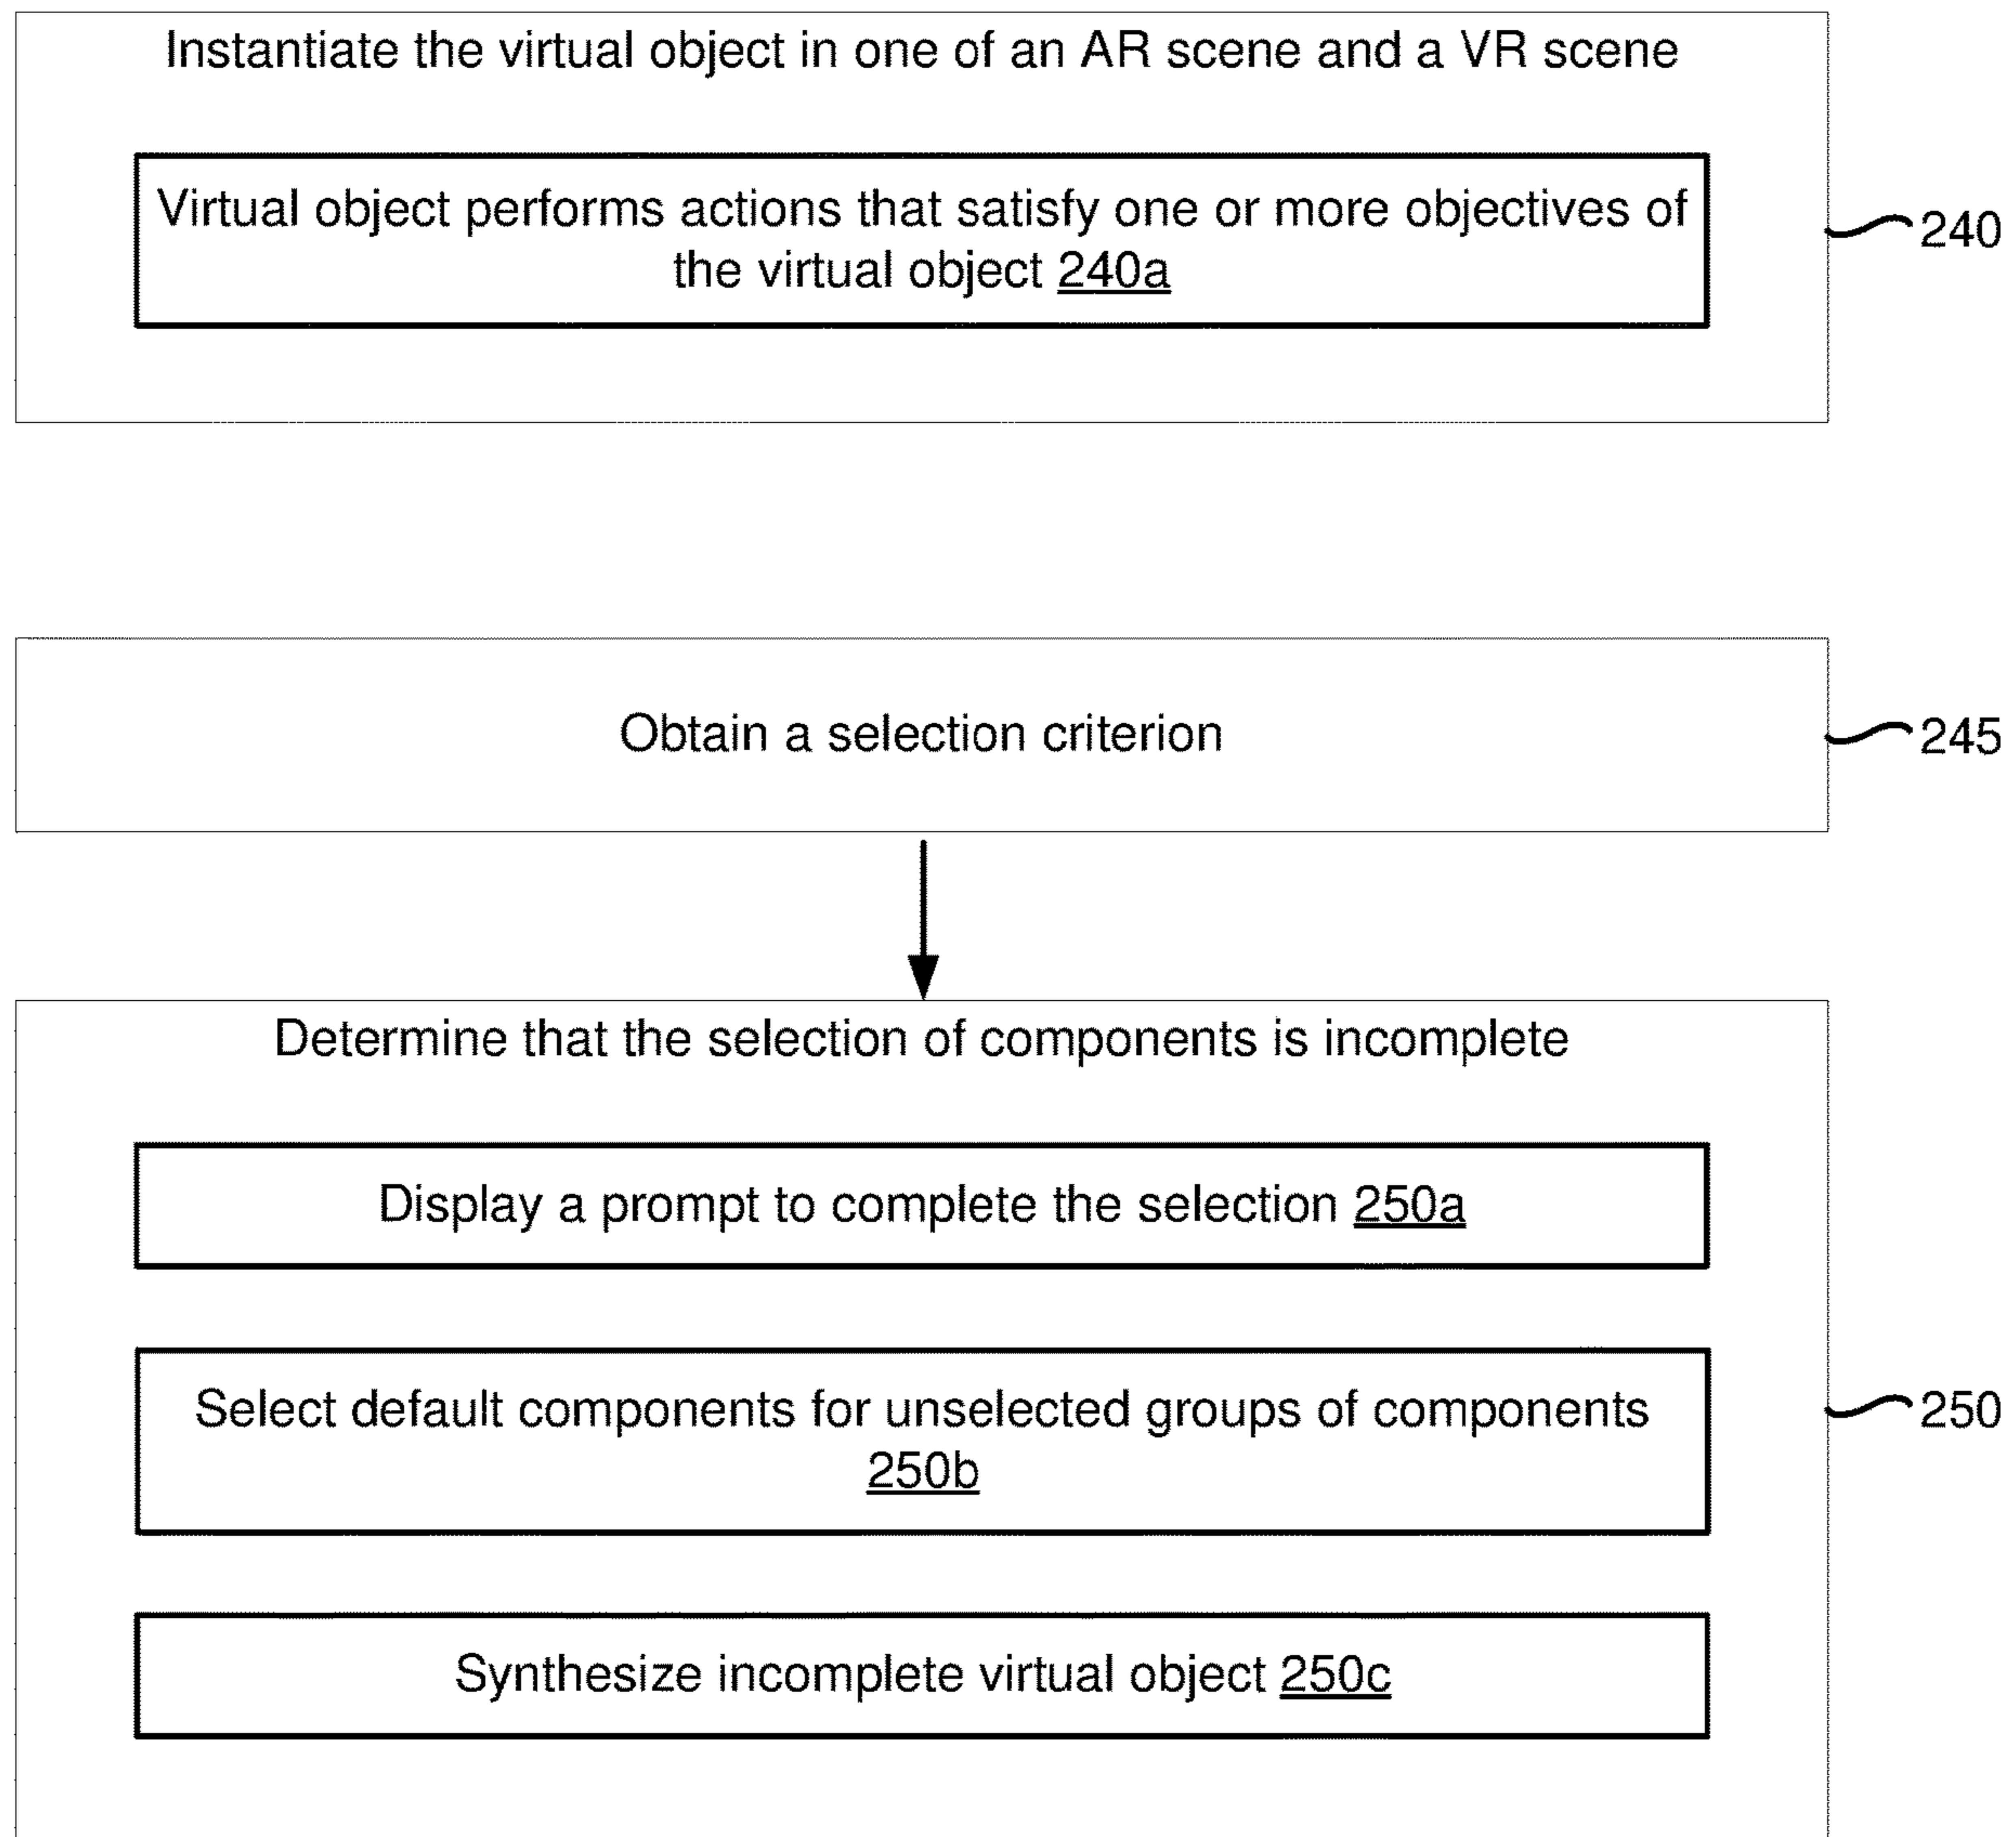 Instantiate the virtual object in one of an AR scene and a VR scene
Virtual object performs actions that satisfy one or more objectives of
the virtual object 240a
240
Obtain a selection criterion
245
Determine that the selection of components is incomplete
Display a prompt to complete the selection 250a
Select default components for unselected groups of components
250b
250
Synthesize incomplete virtual object 250c